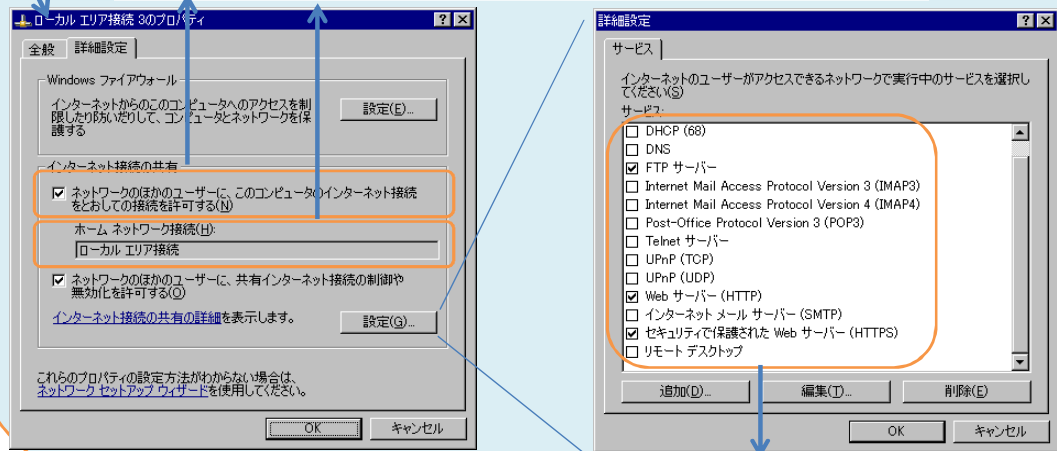 ローカル エリア接続 3のプロパティ
全般
詳細設定
Windows ファイアウォール
インターネットからのこのコンピュータへのアクセスを制
限したり防いだりして、コンピュータとネットワークを保
護する
設定(E)...
インターネット接続の共有
ネットワークのほかのユーザーに、このコンピュータのインターネット接続
をとおしての接続を許可する(N)
ホーム ネットワーク接続(H):
ローカル エリア接続
ネットワークのほかのユーザーに、共有インターネット接続の制御や
無効化を許可する(O)
インターネット接続の共有の詳細を表示します。
設定(G)...
これらのプロパティの設定方法がわからない場合は、
ネットワーク セットアップ ウィザードを使用してください。
OK
キャンセル
詳細設定
サービス
インターネットのユーザーがアクセスできるネットワークで実行中のサービスを選択し
てください(S)
サービス:
DHCP (68)
DNS
FTP サーバー
Internet Mail Access Protocol Version 3 (IMAP3)
Internet Mail Access Protocol Version 4 (IMAP4)
Post-Office Protocol Version 3 (POP3)
Telnet サーバー
UPnP (TCP)
UPnP (UDP)
Web サーバー (HTTP)
インターネット メール サーバー (SMTP)
セキュリティで保護された Web サーバー (HTTPS)
リモート デスクトップ
追加(D)...
編集(T)...
削除(E)
OK
キャンセル